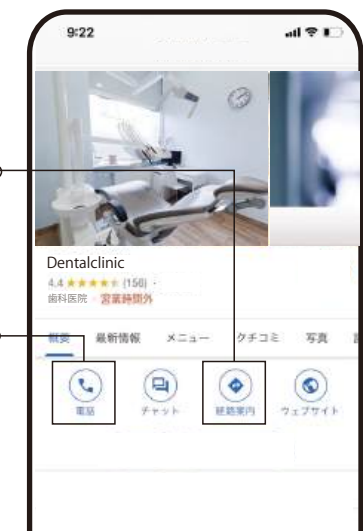 9:22
Dentalclinic
4.4 ★★★★★ (156) ·
歯科医院 · 営業時間外
概要 最新情報 メニュー クチコミ 写真
電話 チャット 経路案内 ウェブサイト